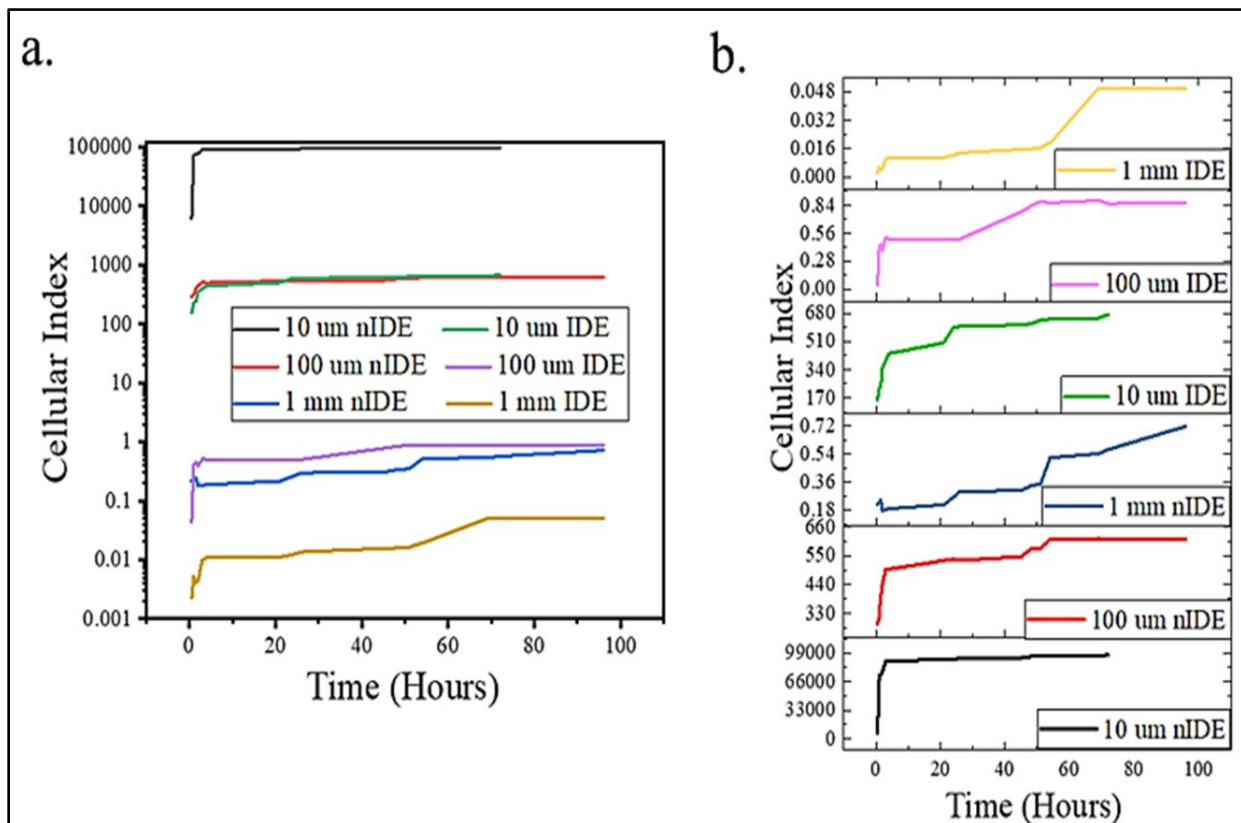 a.
Cellular Index
100000
10000
1000
100
10
1
0.1
0.01
0.001
10 um nIDE 10 um IDE
100 um nIDE 100 um IDE
1 mm nIDE 1 mm IDE
0 20 40 60 80 100
Time (Hours)
b.
Cellular Index
0.048
0.032
0.016
0.000
1 mm IDE
0.84
0.56
0.28
0.00
100 um IDE
680
510
340
170
10 um IDE
0.72
0.54
0.36
0.18
1 mm nIDE
660
550
440
330
100 um nIDE
99000
66000
33000
0
10 um nIDE
0 20 40 60 80 100
Time (Hours)